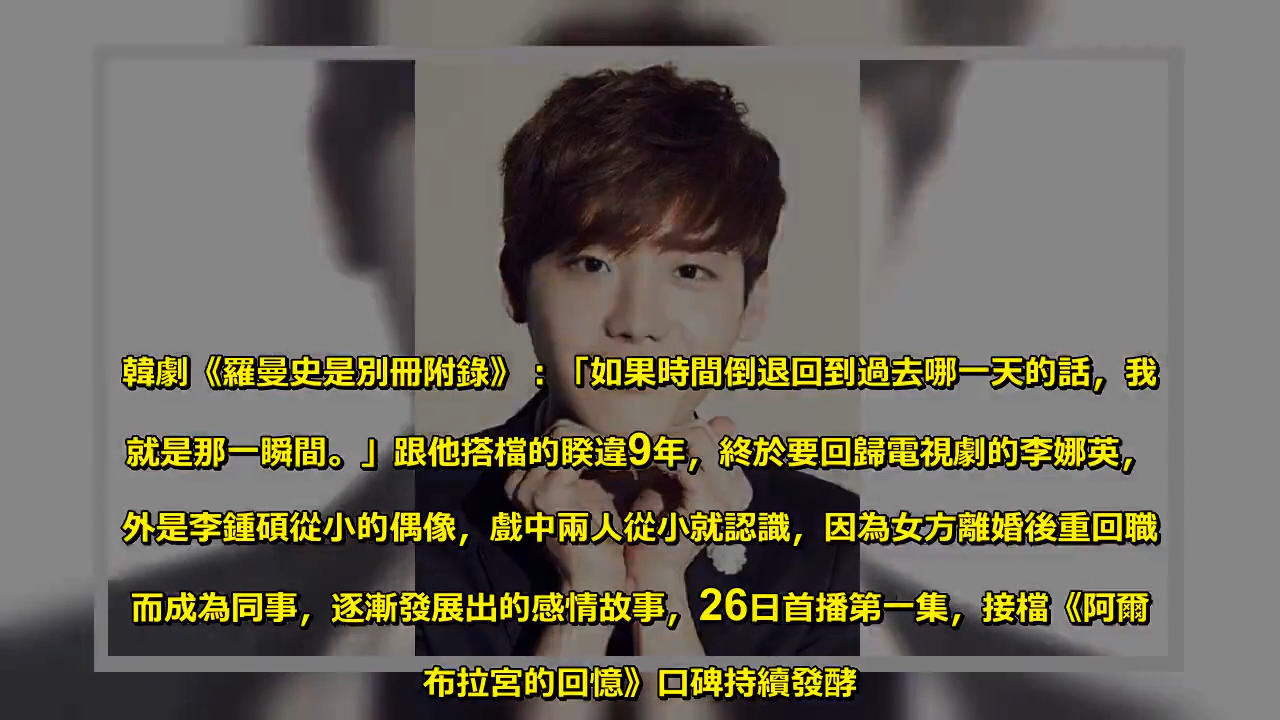 韓劇《羅曼史是別冊附錄》：「如果時間倒退回到過去哪一天的話，我
就是那一瞬間。」跟他搭檔的睽違9年，終於要回歸電視劇的李娜英，
外是李鍾碩從小的偶像，戲中兩人從小就認識，因為女方離婚後重回職
而成為同事，逐漸發展出的感情故事，26日首播第一集，接檔《阿爾
布拉宮的回憶》口碑持續發酵